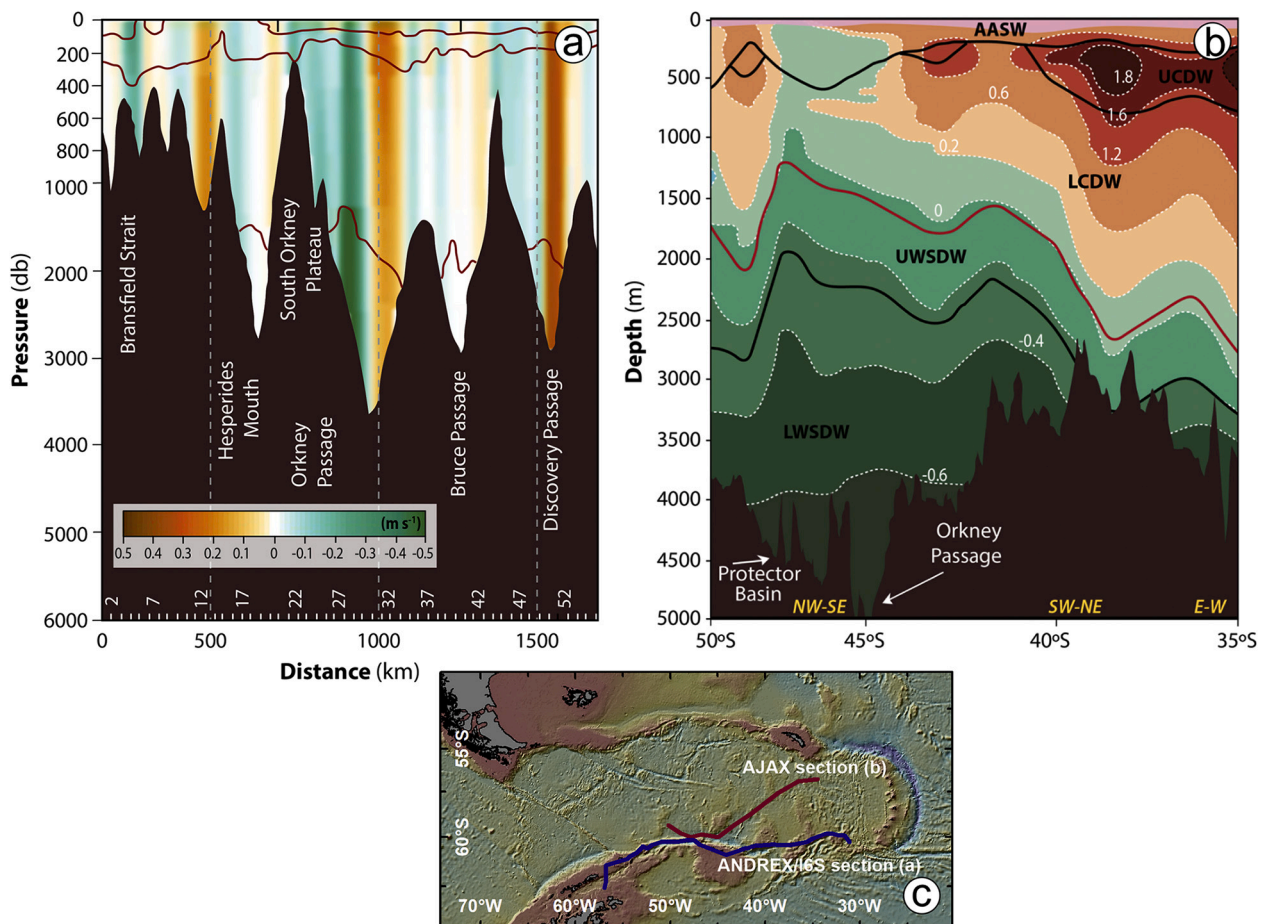 a
0
200
400
600
800
1000
2000
3000
4000
5000
6000
Pressure (db)
Bransfield Strait
Hesperides
Mouth
South Orkney
Plateau
Orkney
Passage
Bruce Passage
Discovery Passage
(m s⁻¹)
0.5 0.4 0.3 0.2 0.1 0 -0.1 -0.2 -0.3 -0.4 -0.5
2 7 12 17 22 27 32 37 42 47 52
0 500 1000 1500
Distance (km)
b
0
500
1000
1500
2000
2500
3000
3500
4000
4500
5000
Depth (m)
AASW
UCDW
1.8
1.6
0.6
1.2
0.2
LCDW
0
UWSDW
-0.4
LWSDW
-0.6
Orkney
Passage
Protector
Basin
NW-SE SW-NE E-W
50ºS 45ºS 40ºS 35ºS
55°S
60°S
AJAX section (b)
ANDREX/I6S section (a)
c
70°W 60°W 50°W 40°W 30°W